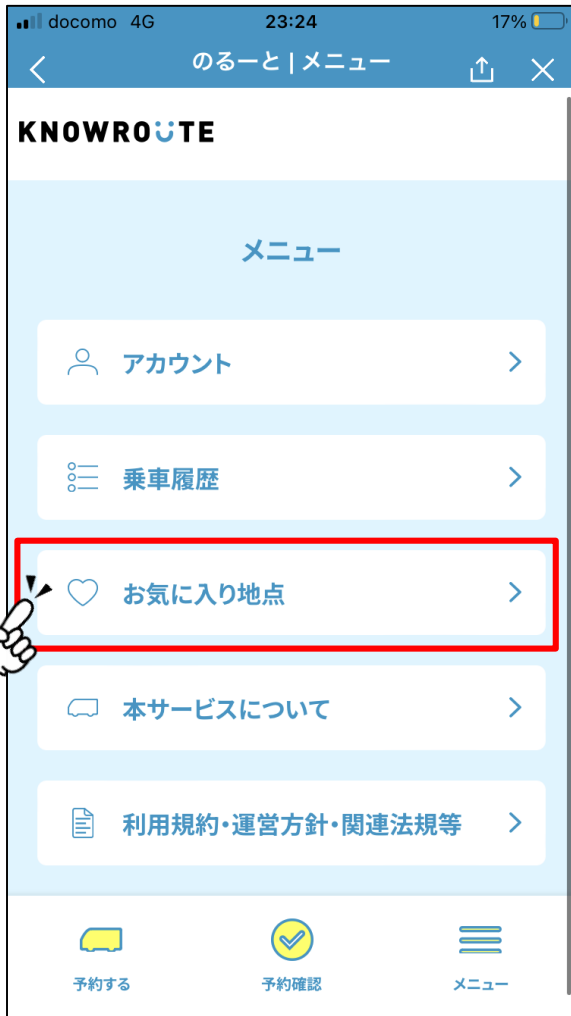 docomo 4G 23:24 17%
のるーと | メニュー
KNOWROUTE
メニュー
アカウント
乗車履歴
お気に入り地点
本サービスについて
利用規約・運営方針・関連法規等
予約する 予約確認 メニュー